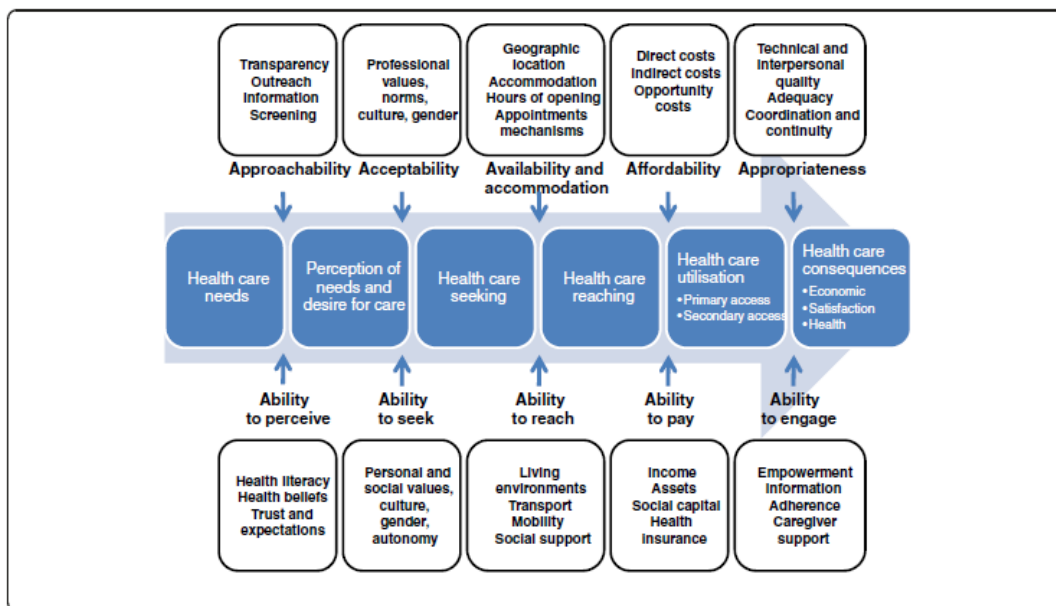 Transparency
Outreach
Information
Screening
Professional
values,
norms,
culture, gender
Geographic
location
Accommodation
Hours of opening
Appointments
mechanisms
Direct costs
Indirect costs
Opportunity
costs
Technical and
interpersonal
quality
Adequacy
Coordination and
continuity
Approachability
Acceptability
Availability and
accommodation
Affordability
Appropriateness
Health care
needs
Perception of
needs and
desire for care
Health care
seeking
Health care
reaching
Health care
utilisation
• Primary access
• Secondary access
Health care
consequences
• Economic
• Satisfaction
• Health
Ability
to perceive
Ability
to seek
Ability
to reach
Ability
to pay
Ability
to engage
Health literacy
Health beliefs
Trust and
expectations
Personal and
social values,
culture,
gender,
autonomy
Living
environments
Transport
Mobility
Social support
Income
Assets
Social capital
Health
insurance
Empowerment
Information
Adherence
Caregiver
support